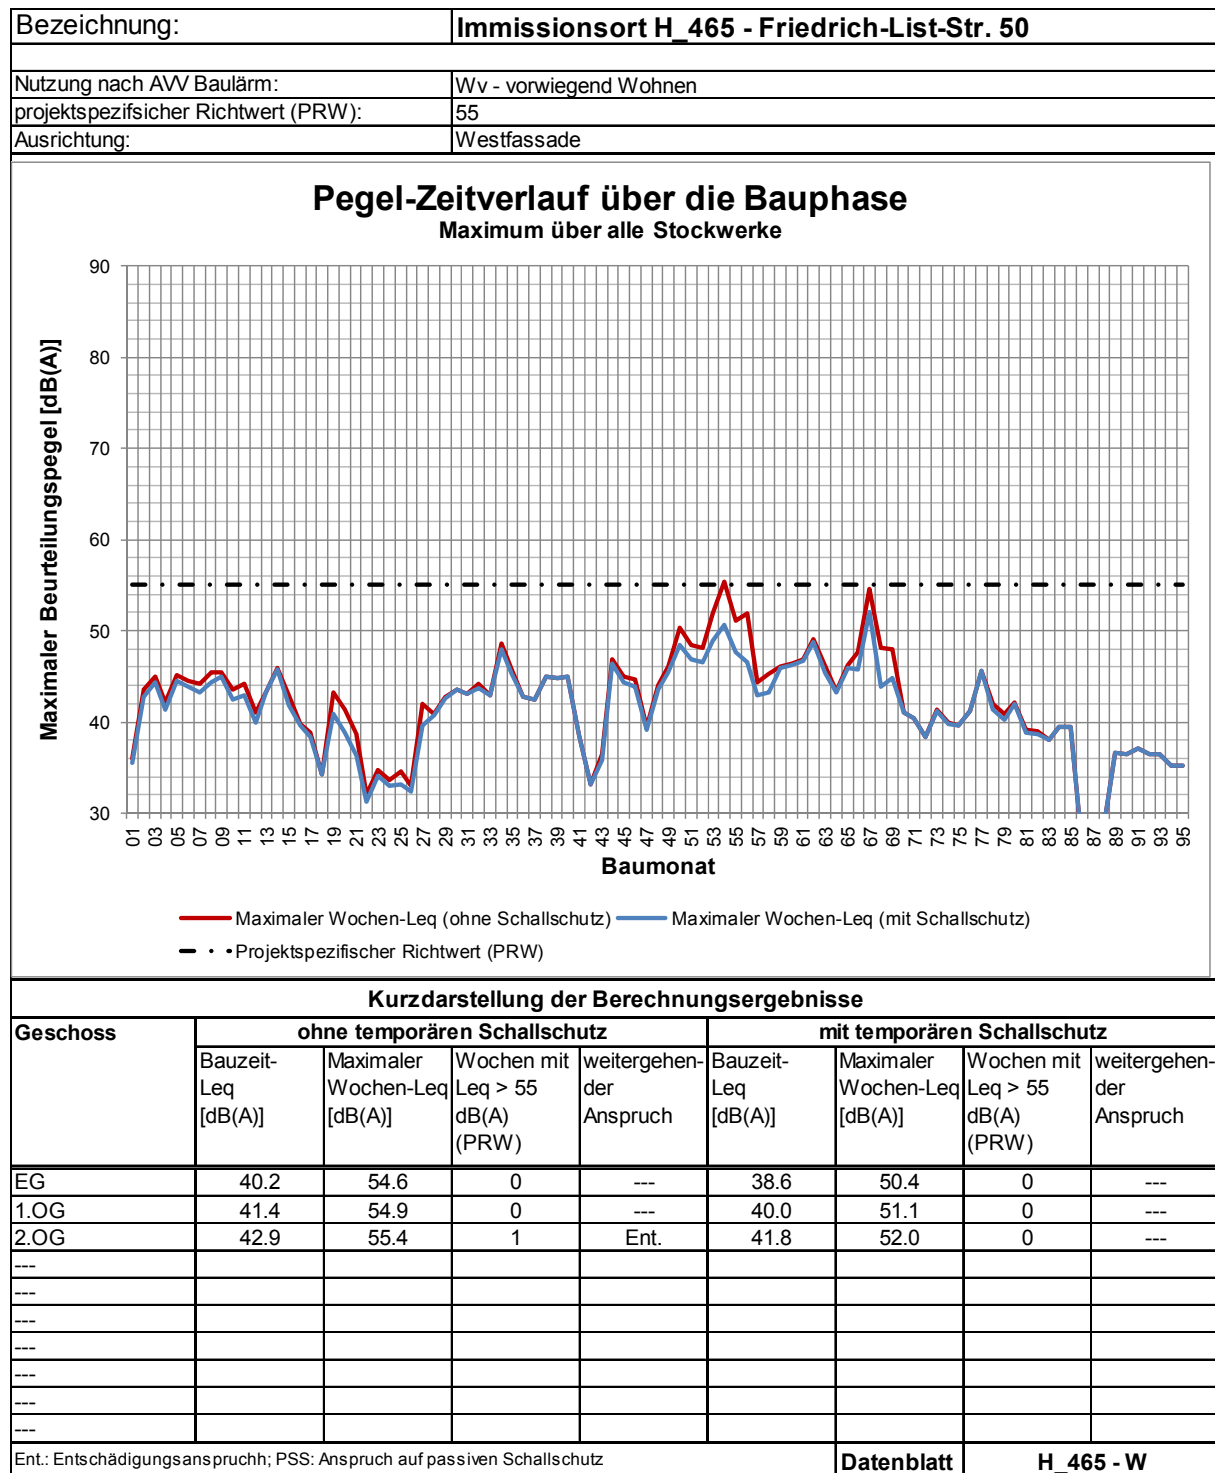 Bezeichnung: Immissionsort H_465 - Friedrich-List-Str. 50
Nutzung nach AVV Baulärm: Wv - vorwiegend Wohnen
projektspezifsicher Richtwert (PRW): 55
Ausrichtung: Westfassade
Pegel-Zeitverlauf über die Bauphase
Maximum über alle Stockwerke
Maximaler Beurteilungspegel [dB(A)]
90
80
70
60
50
40
30
01 03 05 07 09 11 13 15 17 19 21 23 25 27 29 31 33 35 37 39 41 43 45 47 49 51 53 55 57 59 61 63 65 67 69 71 73 75 77 79 81 83 85 87 89 91 93 95
Baumonat
Maximaler Wochen-Leq (ohne Schallschutz) Maximaler Wochen-Leq (mit Schallschutz)
Projektspezifischer Richtwert (PRW)
Kurzdarstellung der Berechnungsergebnisse
Geschoss ohne temporären Schallschutz mit temporären Schallschutz
Bauzeit- Maximaler Wochen mit weitergehen- Bauzeit- Maximaler Wochen mit weitergehen-
Leq Wochen-Leq Leq > 55 der Leq Wochen-Leq Leq > 55 der
[dB(A)] [dB(A)] dB(A) Anspruch [dB(A)] [dB(A)] dB(A) Anspruch
(PRW) (PRW)
EG 40.2 54.6 0 --- 38.6 50.4 0 ---
1.OG 41.4 54.9 0 --- 40.0 51.1 0 ---
2.OG 42.9 55.4 1 Ent. 41.8 52.0 0 ---
---
---
---
---
---
---
---
Ent.: Entschädigungsanspruchh; PSS: Anspruch auf passiven Schallschutz Datenblatt H_465 - W